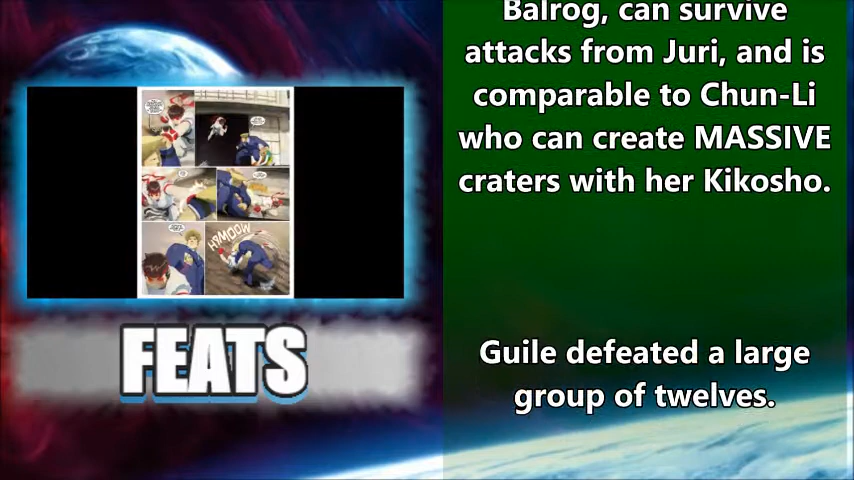 Balrog, can survive
attacks from Juri, and is
comparable to Chun-Li
who can create MASSIVE
craters with her Kikosho.
Guile defeated a large
group of twelves.
FEATS